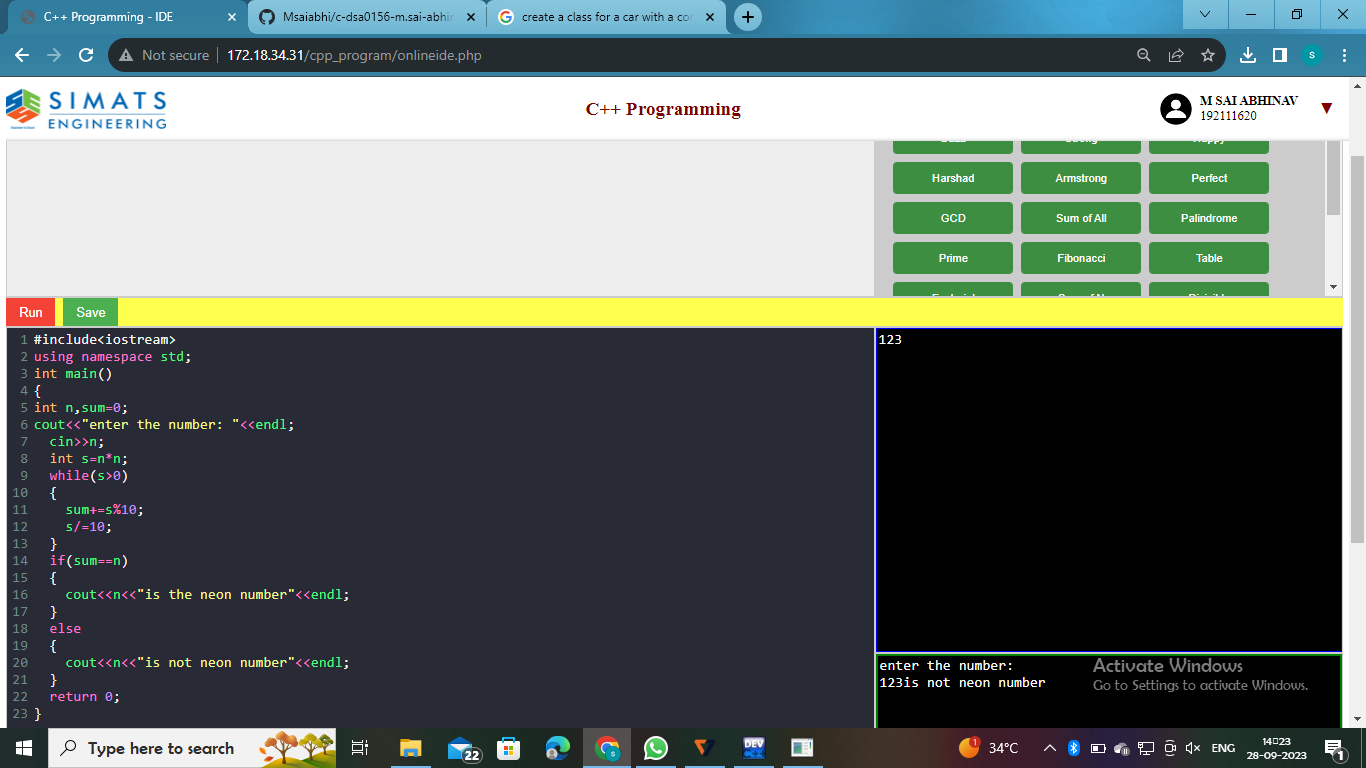 C++ Programming - IDE
Msaiabhi/c-dsa0156-m.sai-abhin
create a class for a car with a con
Not secure
172.18.34.31/cpp_program/onlineide.php
S
SIMATS
ENGINEERING
C++ Programming
M SAI ABHINAV
192111620
Harshad
Armstrong
Perfect
GCD
Sum of All
Palindrome
Prime
Fibonacci
Table
Run
Save
1 #include<iostream>
2 using namespace std;
3 int main()
4 {
5 int n,sum=0;
6 cout<<"enter the number: "<<endl;
7 cin>>n;
8 int s=n*n;
9 while(s>0)
10 {
11 sum+=s%10;
12 s/=10;
13 }
14 if(sum==n)
15 {
16 cout<<n<<"is the neon number"<<endl;
17 }
18 else
19 {
20 cout<<n<<"is not neon number"<<endl;
21 }
22 return 0;
23 }
123
enter the number:
123is not neon number
Activate Windows
Go to Settings to activate Windows.
Type here to search
22
S
DEV
1
34°C
ENG
14:23
28-09-2023
1